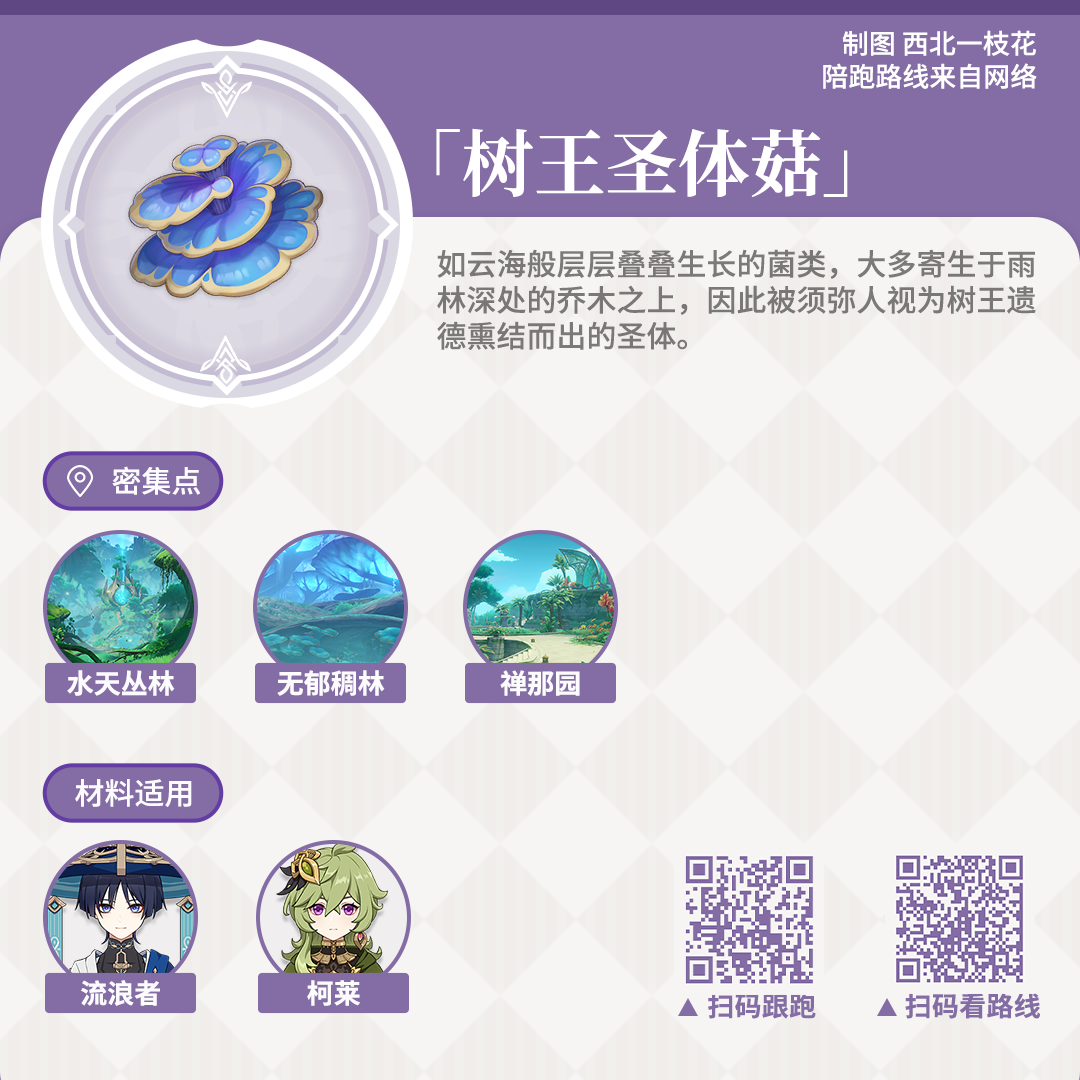 制图 西北一枝花
陪跑路线来自网络
「树王圣体菇」
如云海般层层叠叠生长的菌类，大多寄生于雨
林深处的乔木之上，因此被须弥人视为树王遗
德熏结而出的圣体。
密集点
水天丛林
无郁稠林
禅那园
材料适用
流浪者
柯莱
▲ 扫码跟跑
▲ 扫码看路线